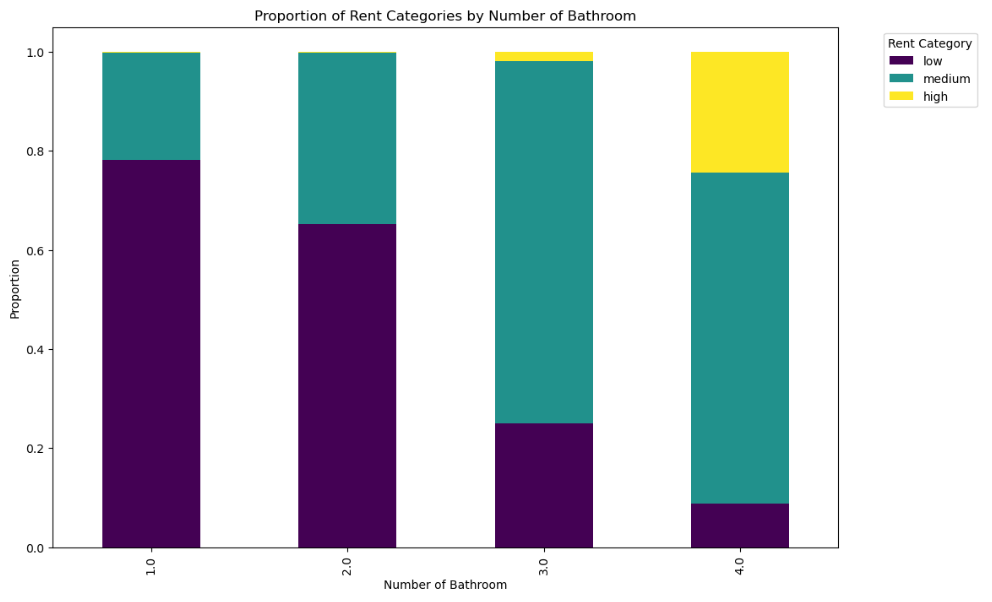 Proportion of Rent Categories by Number of Bathroom
Rent Category
low
medium
high
Proportion
1.0
0.8
0.6
0.4
0.2
0.0
1.0
2.0
3.0
4.0
Number of Bathroom